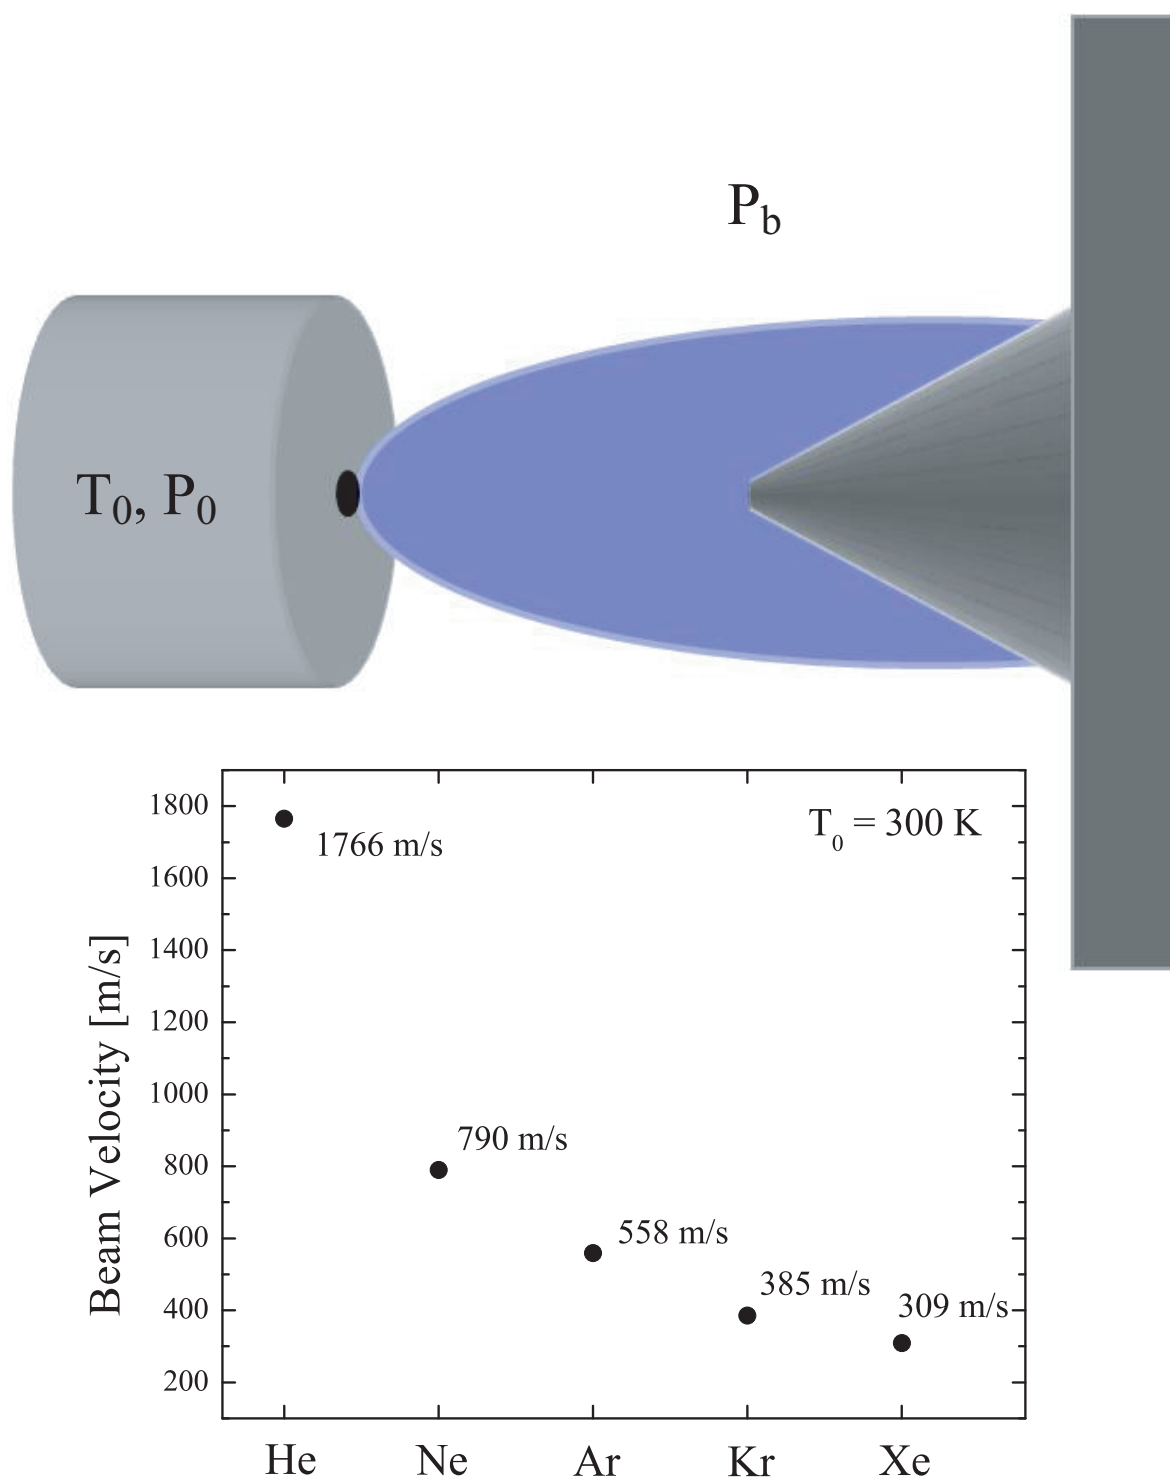 P_b
T_0, P_0
T_0 = 300 K
Beam Velocity [m/s]
1800
1600
1400
1200
1000
800
600
400
200
1766 m/s
790 m/s
558 m/s
385 m/s
309 m/s
He Ne Ar Kr Xe